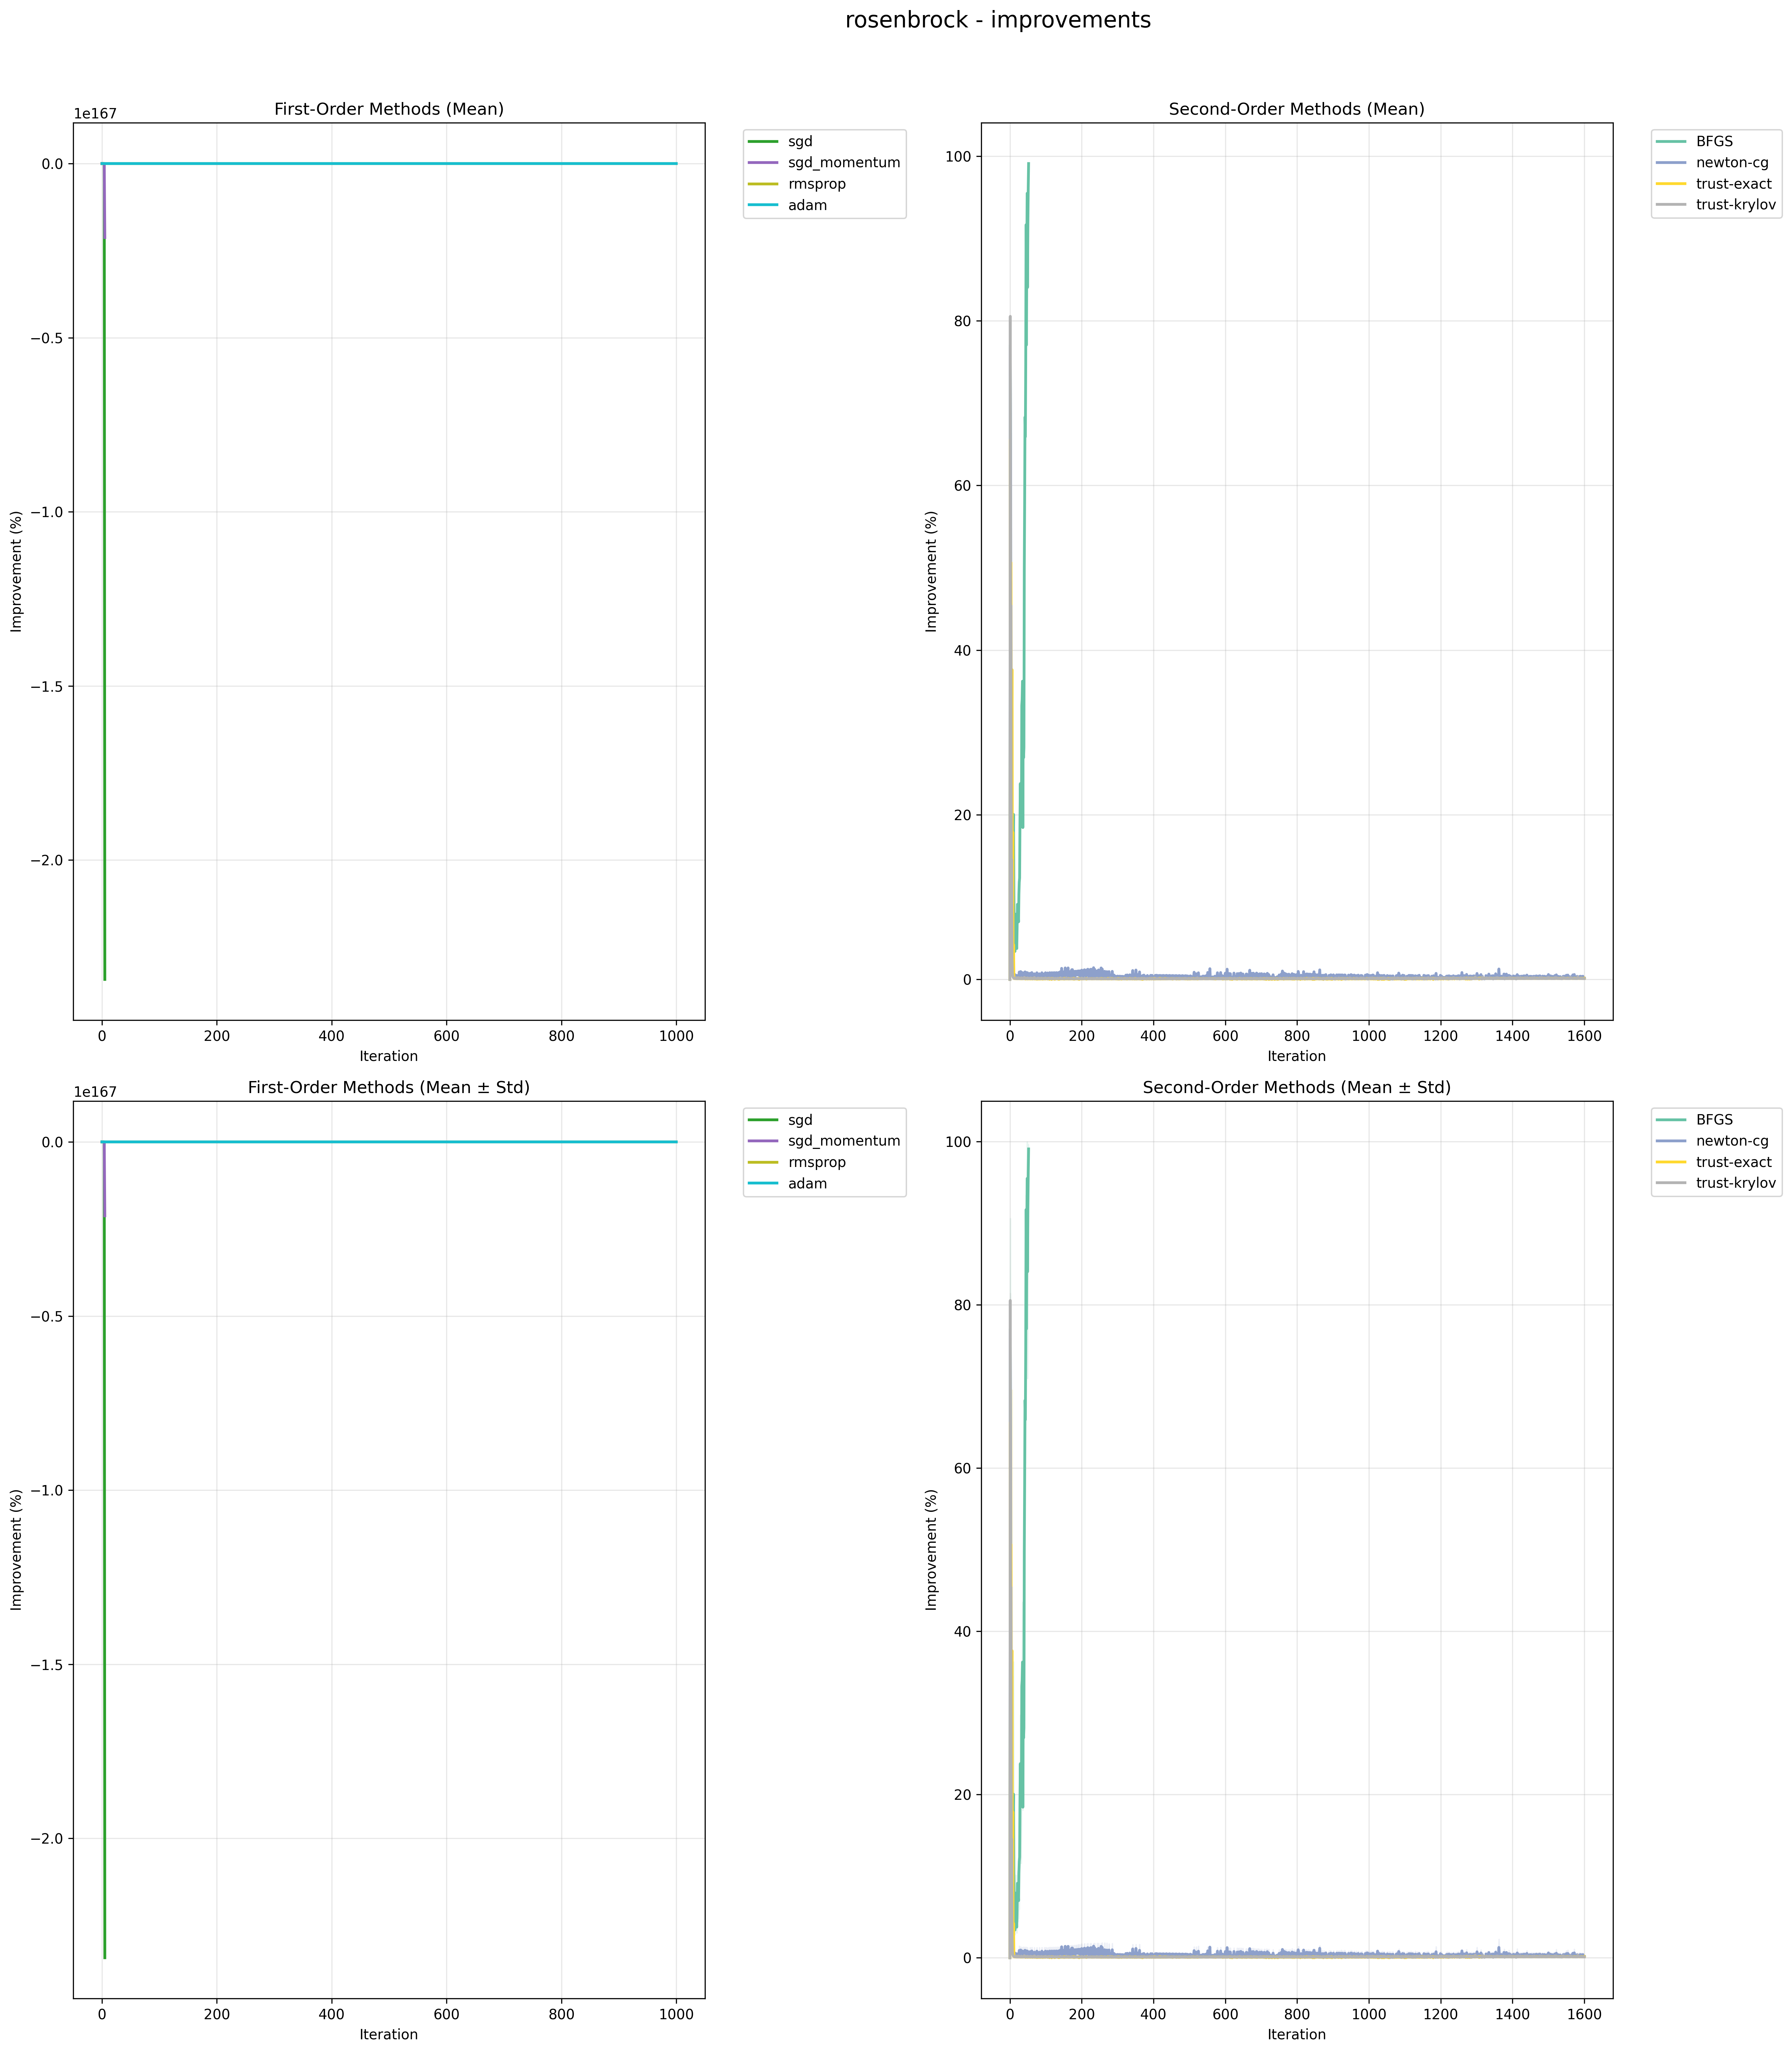 rosenbrock - improvements
First-Order Methods (Mean)
1e167
0.0
−0.5
−1.0
−1.5
−2.0
Improvement (%)
0 200 400 600 800 1000
Iteration
sgd
sgd_momentum
rmsprop
adam
Second-Order Methods (Mean)
100
80
60
40
20
0
Improvement (%)
0 200 400 600 800 1000 1200 1400 1600
Iteration
BFGS
newton-cg
trust-exact
trust-krylov
First-Order Methods (Mean ± Std)
1e167
0.0
−0.5
−1.0
−1.5
−2.0
Improvement (%)
0 200 400 600 800 1000
Iteration
sgd
sgd_momentum
rmsprop
adam
Second-Order Methods (Mean ± Std)
100
80
60
40
20
0
Improvement (%)
0 200 400 600 800 1000 1200 1400 1600
Iteration
BFGS
newton-cg
trust-exact
trust-krylov